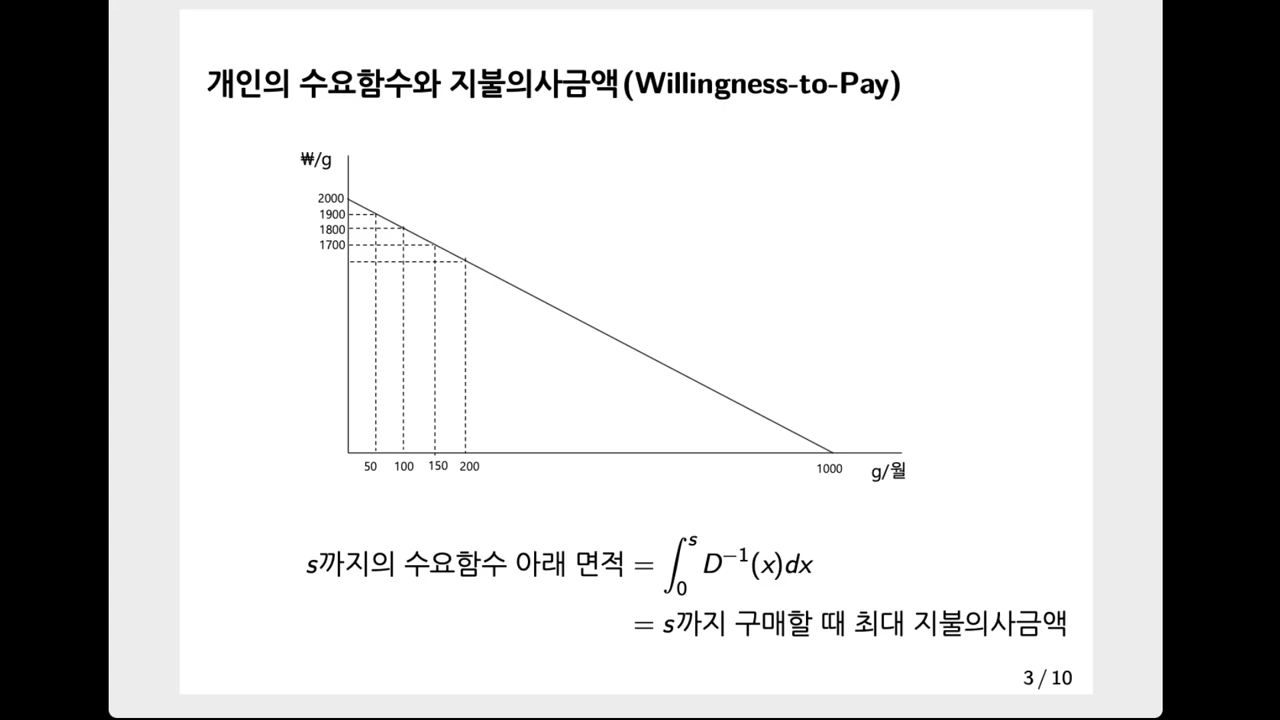 개인의 수요함수와 지불의사금액(Willingness-to-Pay)
₩/g
2000
1900
1800
1700
50 100 150 200 1000 g/월
s까지의 수요함수 아래 면적 = ∫₀ˢ D⁻¹(x)dx
= s까지 구매할 때 최대 지불의사금액
3 / 10